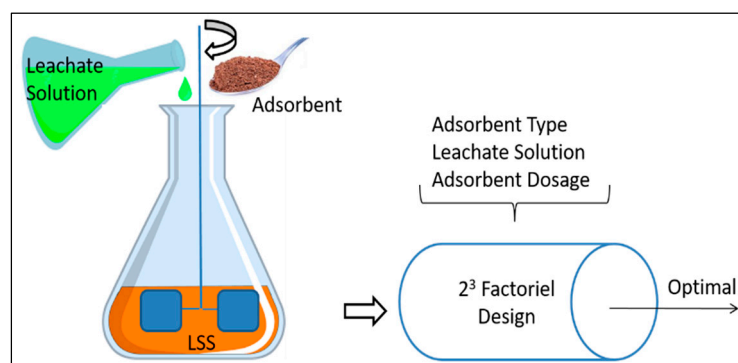 Leachate
Solution
Adsorbent
LSS
Adsorbent Type
Leachate Solution
Adsorbent Dosage
2³ Factoriel
Design
Optimal